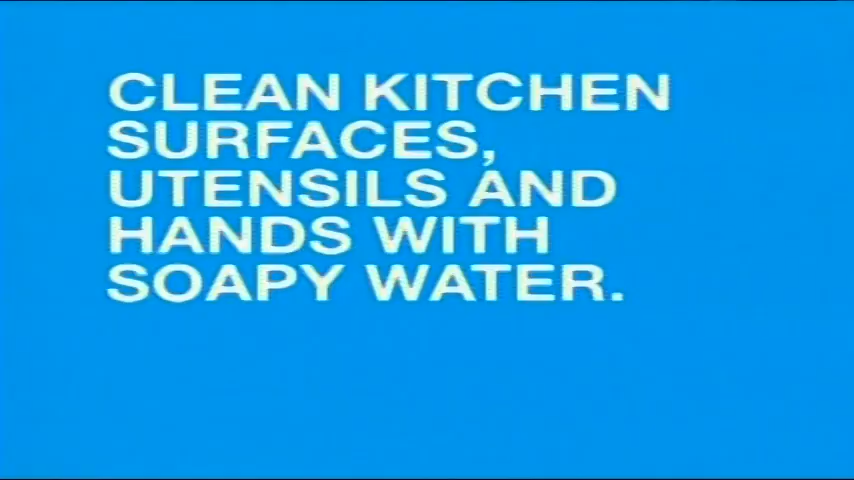 CLEAN KITCHEN
SURFACES,
UTENSILS AND
HANDS WITH
SOAPY WATER.